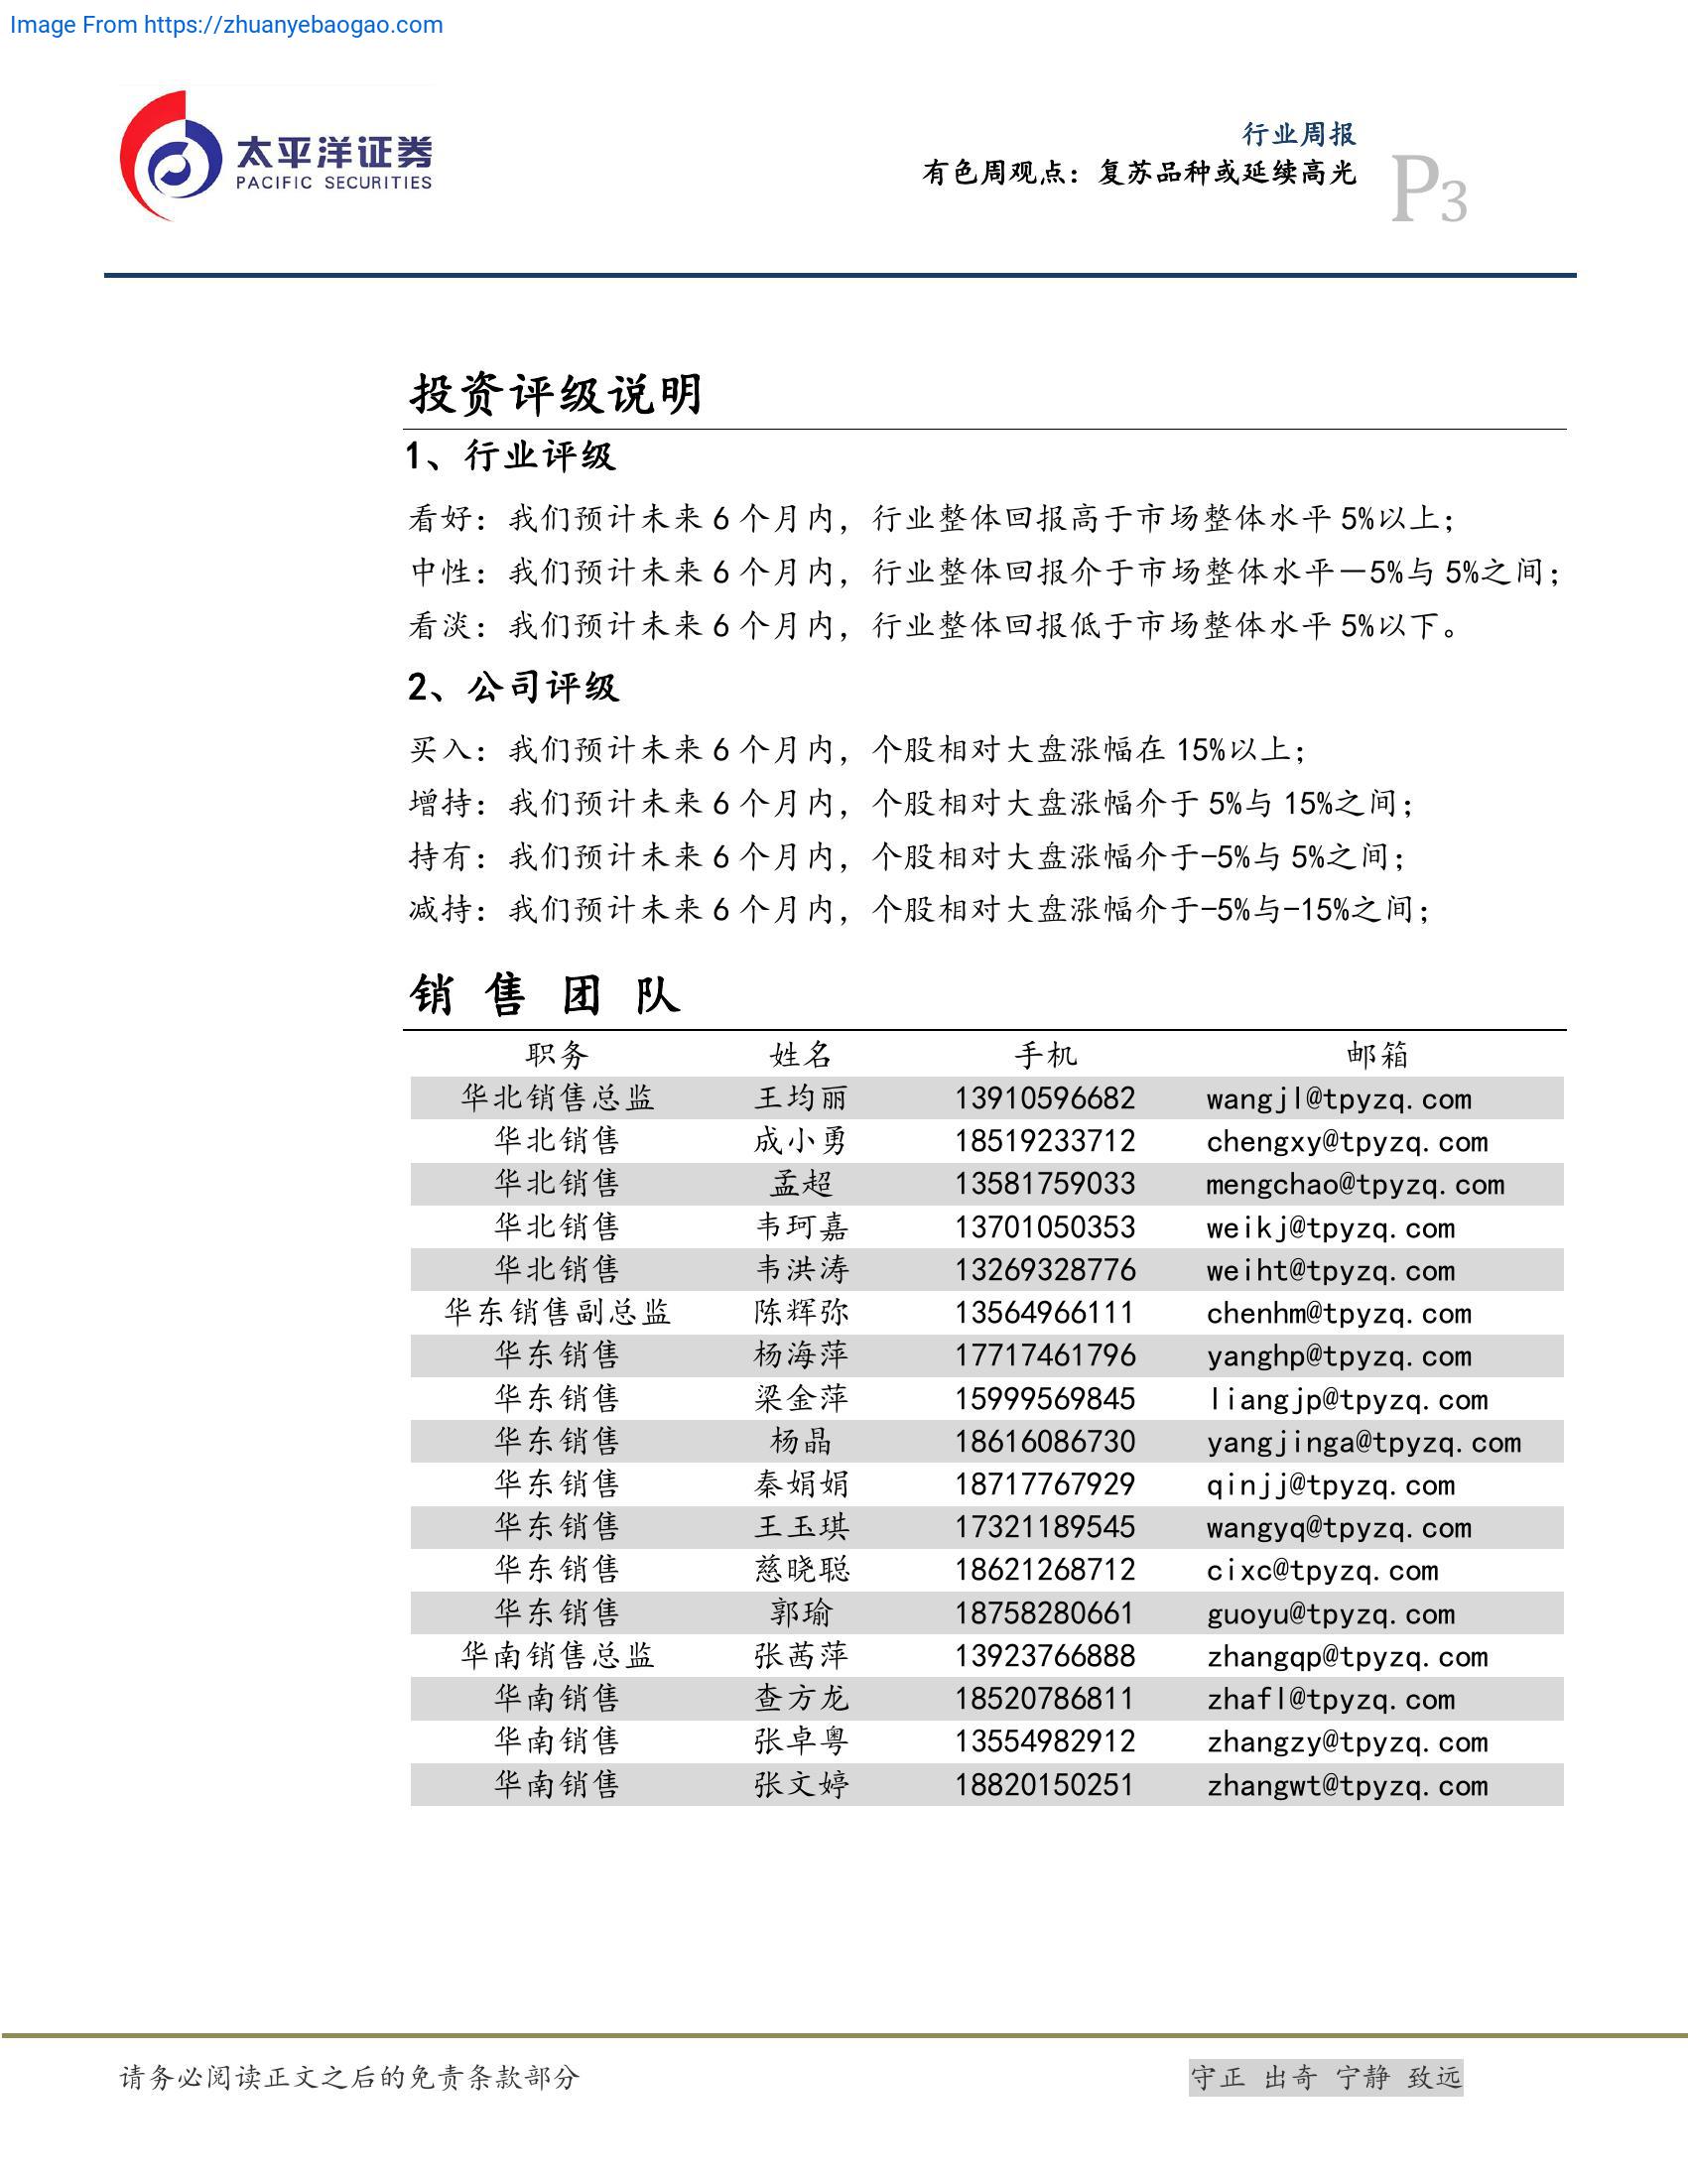 Image From https://zhuanyebaogao.com
太平洋证券
PACIFIC SECURITIES
行业周报
有色周观点：复苏品种或延续高光
P3
投资评级说明
1、行业评级
看好：我们预计未来 6 个月内，行业整体回报高于市场整体水平 5%以上；
中性：我们预计未来 6 个月内，行业整体回报介于市场整体水平－5%与 5%之间；
看淡：我们预计未来 6 个月内，行业整体回报低于市场整体水平 5%以下。
2、公司评级
买入：我们预计未来 6 个月内，个股相对大盘涨幅在 15%以上；
增持：我们预计未来 6 个月内，个股相对大盘涨幅介于 5%与 15%之间；
持有：我们预计未来 6 个月内，个股相对大盘涨幅介于-5%与 5%之间；
减持：我们预计未来 6 个月内，个股相对大盘涨幅介于-5%与-15%之间；
销 售 团 队
职务 姓名 手机 邮箱
华北销售总监 王均丽 13910596682 wangjl@tpyzq.com
华北销售 成小勇 18519233712 chengxy@tpyzq.com
华北销售 孟超 13581759033 mengchao@tpyzq.com
华北销售 韦珂嘉 13701050353 weikj@tpyzq.com
华北销售 韦洪涛 13269328776 weiht@tpyzq.com
华东销售副总监 陈辉弥 13564966111 chenhm@tpyzq.com
华东销售 杨海萍 17717461796 yanghp@tpyzq.com
华东销售 梁金萍 15999569845 liangjp@tpyzq.com
华东销售 杨晶 18616086730 yangjinga@tpyzq.com
华东销售 秦娟娟 18717767929 qinjj@tpyzq.com
华东销售 王玉琪 17321189545 wangyq@tpyzq.com
华东销售 慈晓聪 18621268712 cixc@tpyzq.com
华东销售 郭瑜 18758280661 guoyu@tpyzq.com
华南销售总监 张茜萍 13923766888 zhangqp@tpyzq.com
华南销售 查方龙 18520786811 zhafl@tpyzq.com
华南销售 张卓粤 13554982912 zhangzy@tpyzq.com
华南销售 张文婷 18820150251 zhangwt@tpyzq.com
请务必阅读正文之后的免责条款部分
守正 出奇 宁静 致远